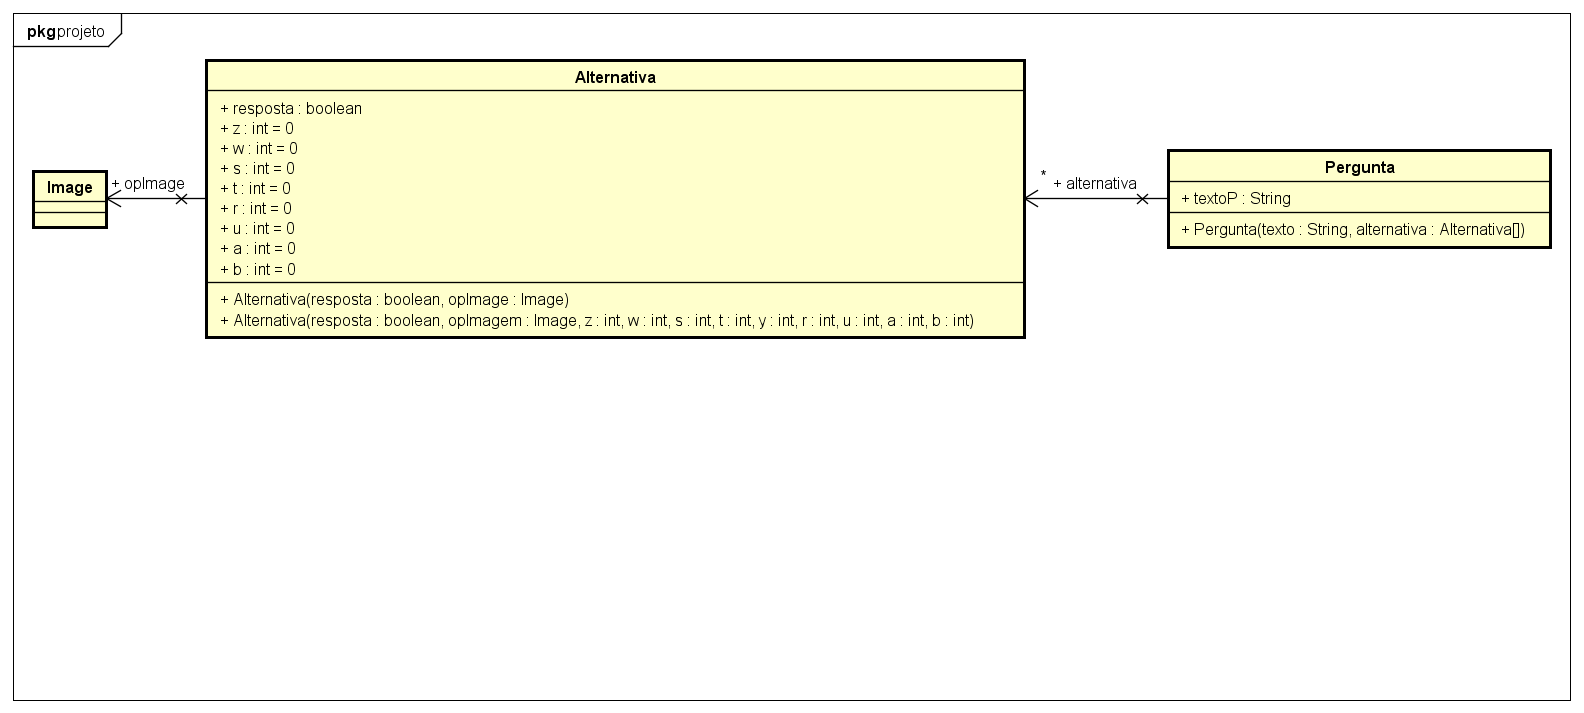 pkg projeto
Alternativa
+ resposta : boolean
+ z : int = 0
+ w : int = 0
+ s : int = 0
+ t : int = 0
+ r : int = 0
+ u : int = 0
+ a : int = 0
+ b : int = 0
+ Alternativa(resposta : boolean, opImage : Image)
+ Alternativa(resposta : boolean, opImagem : Image, z : int, w : int, s : int, t : int, y : int, r : int, u : int, a : int, b : int)
Image
+ opImage
*
+ alternativa
Pergunta
+ textoP : String
+ Pergunta(texto : String, alternativa : Alternativa[])